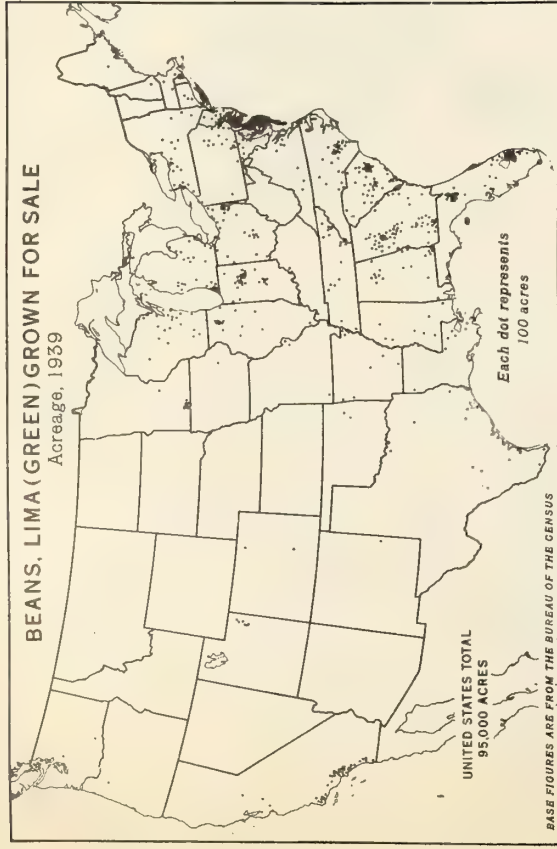 BEANS, LIMA (GREEN) GROWN FOR SALE
Acreage, 1939
Each dot represents
100 acres
UNITED STATES TOTAL
95,000 ACRES
BASE FIGURES ARE FROM THE BUREAU OF THE CENSUS